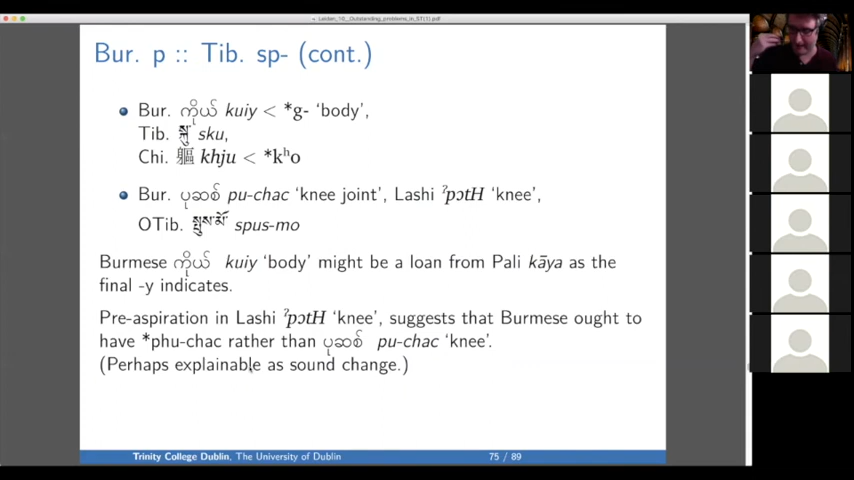 Leiden_10_Outstanding_problems_in_ST(1).pdf
Bur. p :: Tib. sp- (cont.)
Bur. ကိုယ် kuiy < *g- ‘body’,
Tib. སྐུ sku,
Chi. 軀 khju < *kʰo
Bur. ပုဆစ် pu-chac ‘knee joint’, Lashi ˀpɔtH ‘knee’,
OTib. སྤུས་མོ་ spus-mo
Burmese ကိုယ် kuiy ‘body’ might be a loan from Pali kāya as the
final -y indicates.
Pre-aspiration in Lashi ˀpɔtH ‘knee’, suggests that Burmese ought to
have *phu-chac rather than ပုဆစ် pu-chac ‘knee’.
(Perhaps explainable as sound change.)
Trinity College Dublin, The University of Dublin 75 / 89